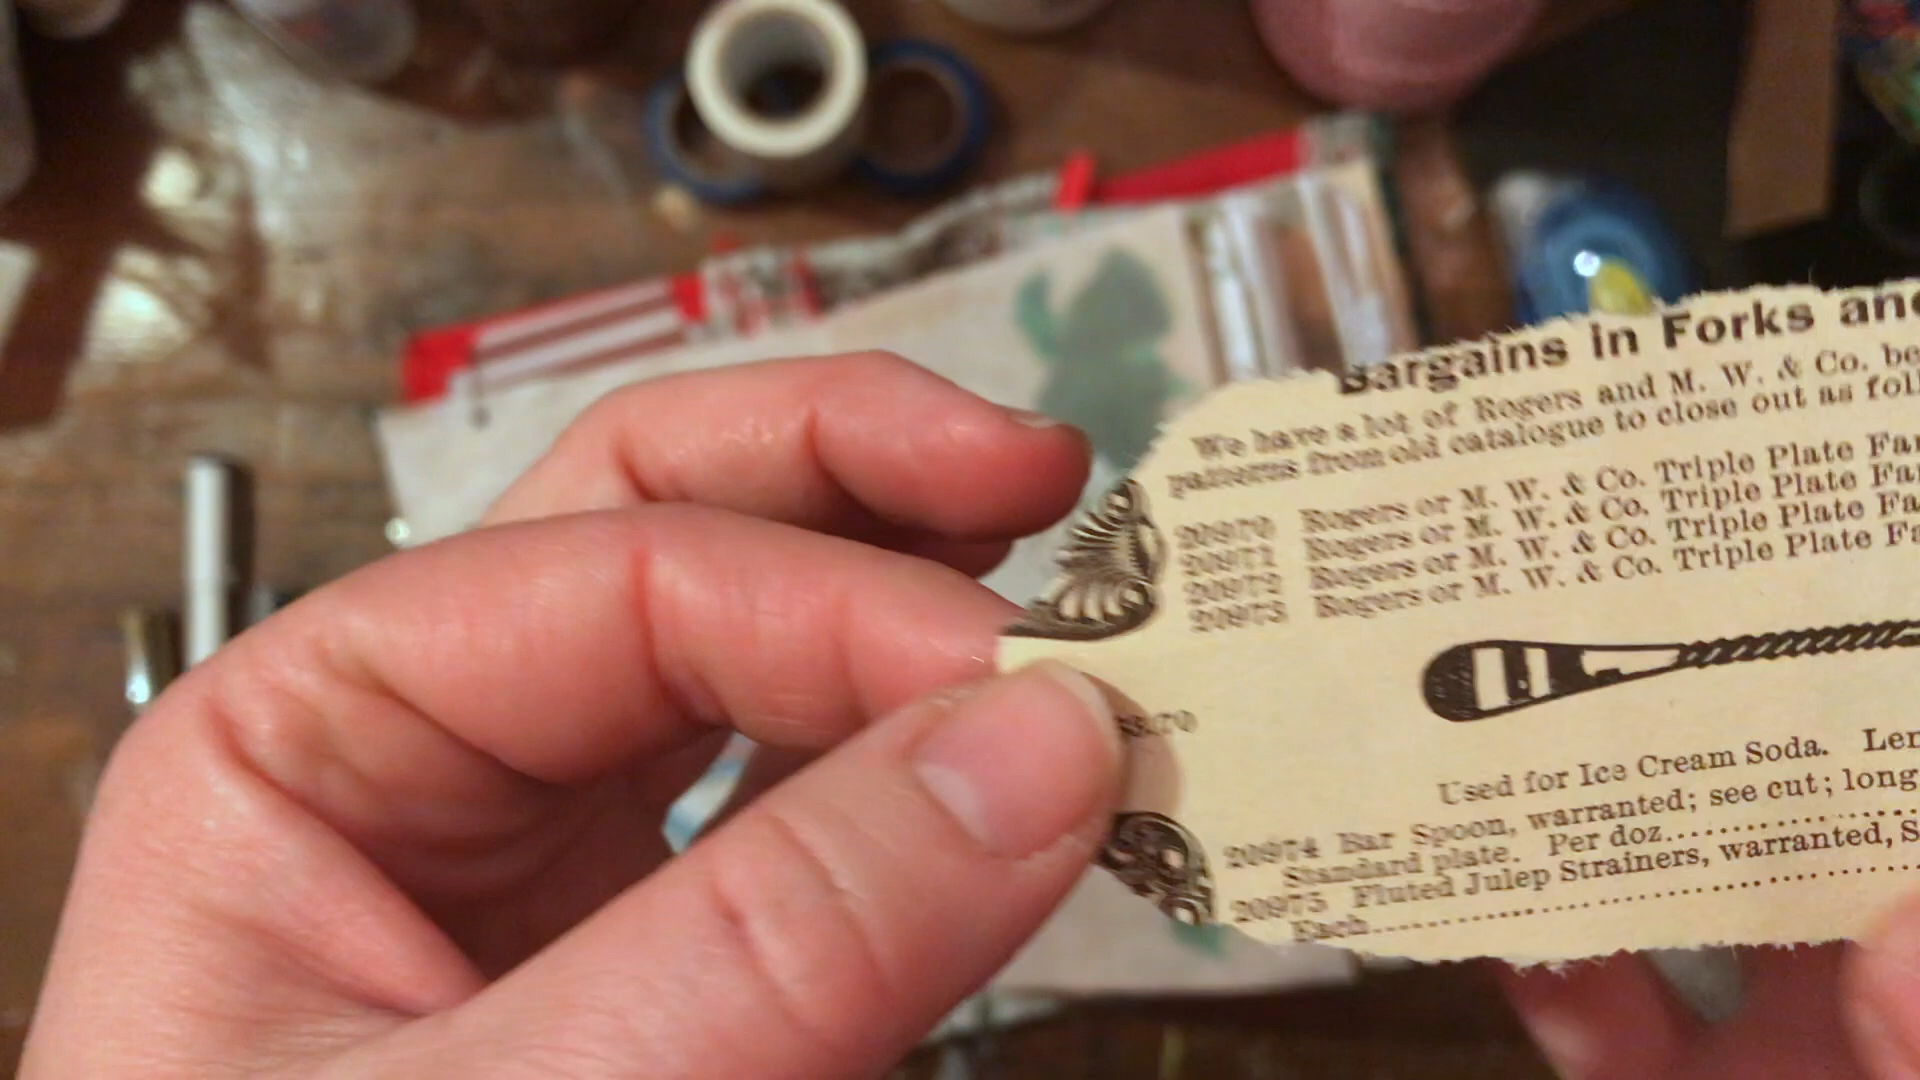 Bargains in Forks and
We have a lot of Rogers and M. W. & Co. be
patterns from old catalogue to close out as foll
20970 Rogers or M. W. & Co. Triple Plate Fa
20971 Rogers or M. W. & Co. Triple Plate Fa
20972 Rogers or M. W. & Co. Triple Plate Fa
20973 Rogers or M. W. & Co. Triple Plate Fa
Used for Ice Cream Soda. Len
20974 Bar Spoon, warranted; see cut; long
Standard plate. Per doz..............
20975 Fluted Julep Strainers, warranted, S
Each..............................